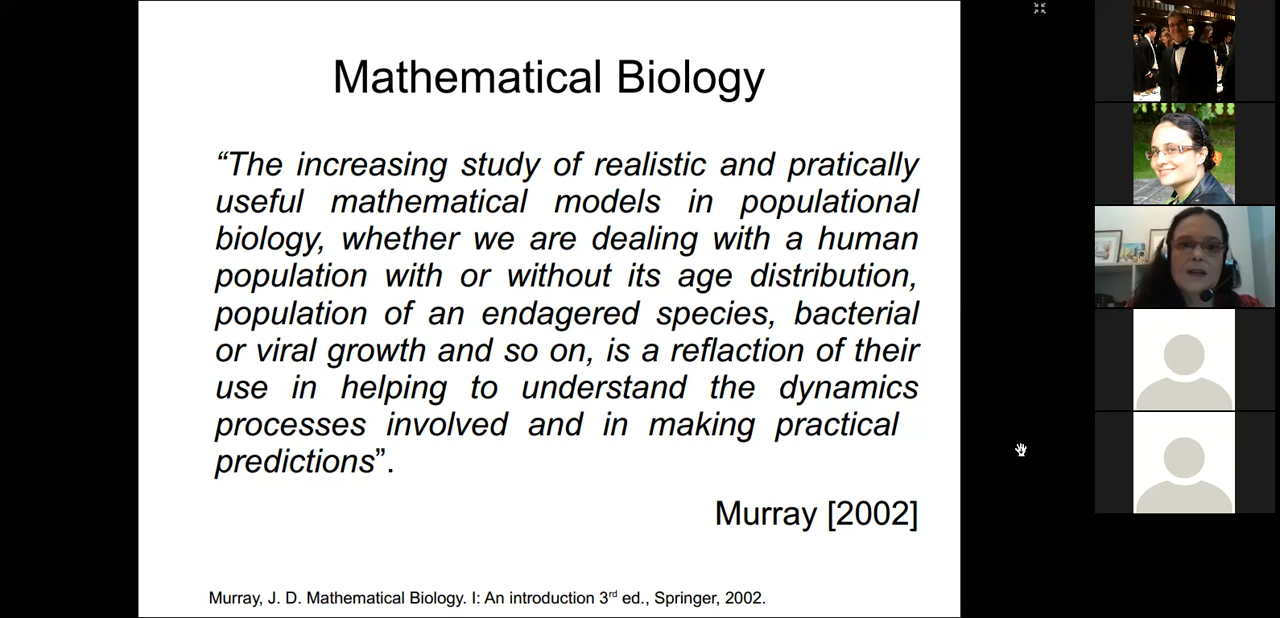 Mathematical Biology
“The increasing study of realistic and pratically
useful mathematical models in populational
biology, whether we are dealing with a human
population with or without its age distribution,
population of an endagered species, bacterial
or viral growth and so on, is a reflaction of their
use in helping to understand the dynamics
processes involved and in making practical
predictions”.
Murray [2002]
Murray, J. D. Mathematical Biology. I: An introduction 3rd ed., Springer, 2002.